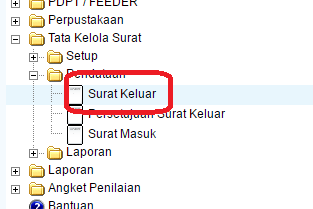 PDPT / FEEDER
Perpustakaan
Tata Kelola Surat
Setup
Pendataan
Surat Keluar
Persetujuan Surat Keluar
Surat Masuk
Laporan
Laporan
Angket Penilaian
Bantuan